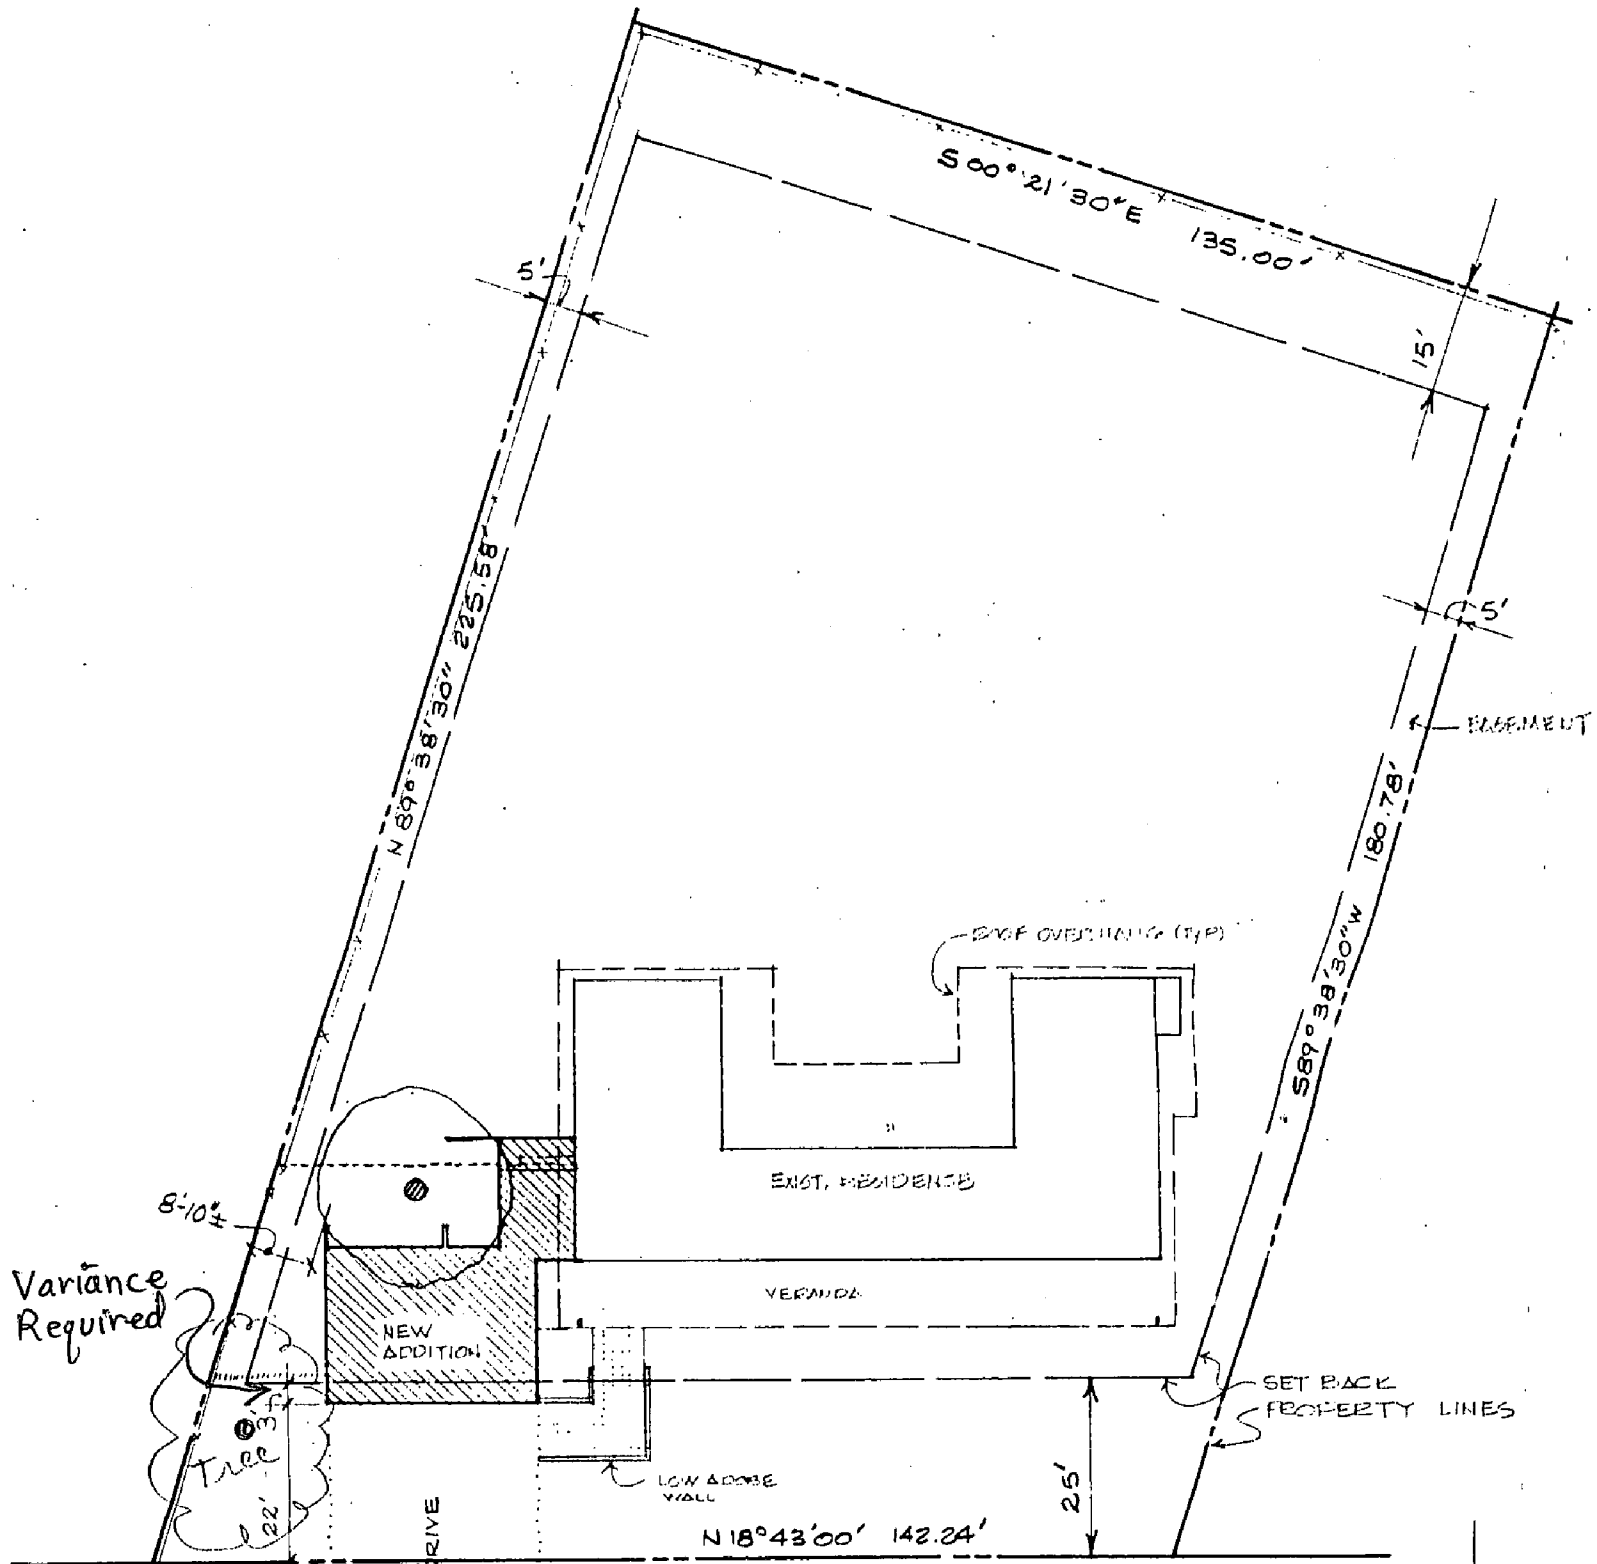 S 00° 21' 30" E 135.00'
5'
15'
N 89° 38' 30" 225.58'
5'
EASEMENT
S89° 38' 30" W 180.78'
ROOF OVERHANG (TYP)
EXIST. RESIDENCE
8'-10"±
Variance
Required
VERANDA
NEW
ADDITION
SET BACK
PROPERTY LINES
3'
Tree
22'
LOW ADOBE
WALL
25'
RIVE
N 18° 43' 00' 142.24'